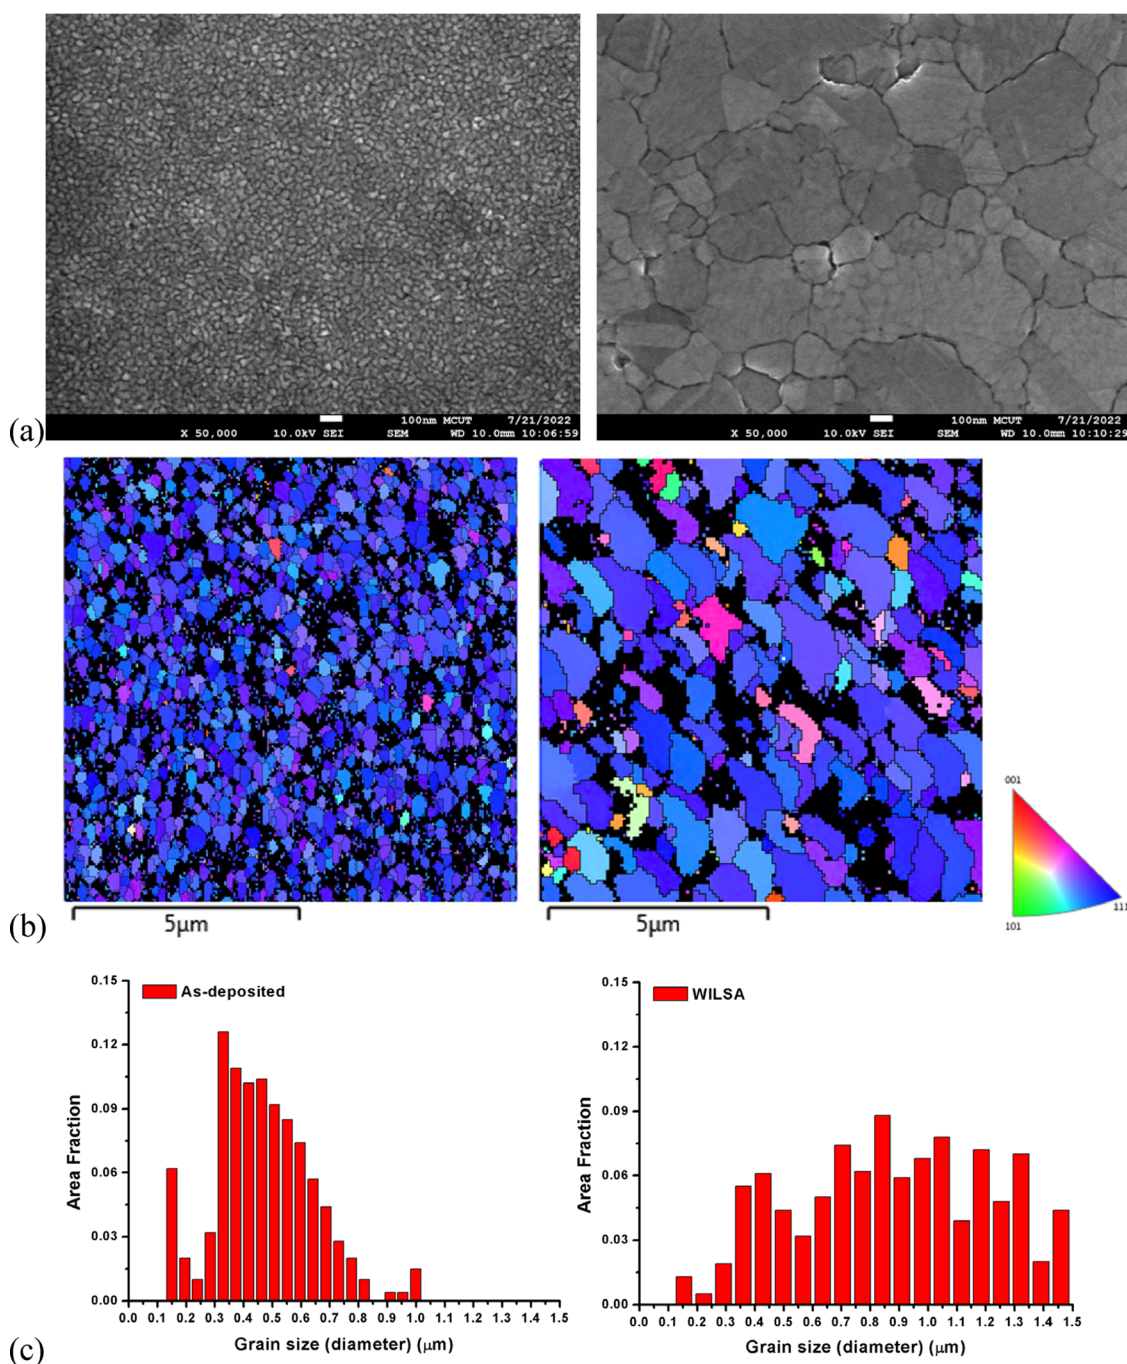 (a)
100nm MCUT 7/21/2022
X 50,000 10.0kV SEI SEM WD 10.0mm 10:06:59
100nm MCUT 7/21/2022
X 50,000 10.0kV SEI SEM WD 10.0mm 10:10:29
(b)
5µm
5µm
001
101
111
(c)
As-deposited
0.15
0.12
0.09
0.06
0.03
0.00
Area Fraction
0.0 0.1 0.2 0.3 0.4 0.5 0.6 0.7 0.8 0.9 1.0 1.1 1.2 1.3 1.4 1.5
Grain size (diameter) (µm)
WILSA
0.15
0.12
0.09
0.06
0.03
0.00
Area Fraction
0.0 0.1 0.2 0.3 0.4 0.5 0.6 0.7 0.8 0.9 1.0 1.1 1.2 1.3 1.4 1.5
Grain size (diameter) (µm)